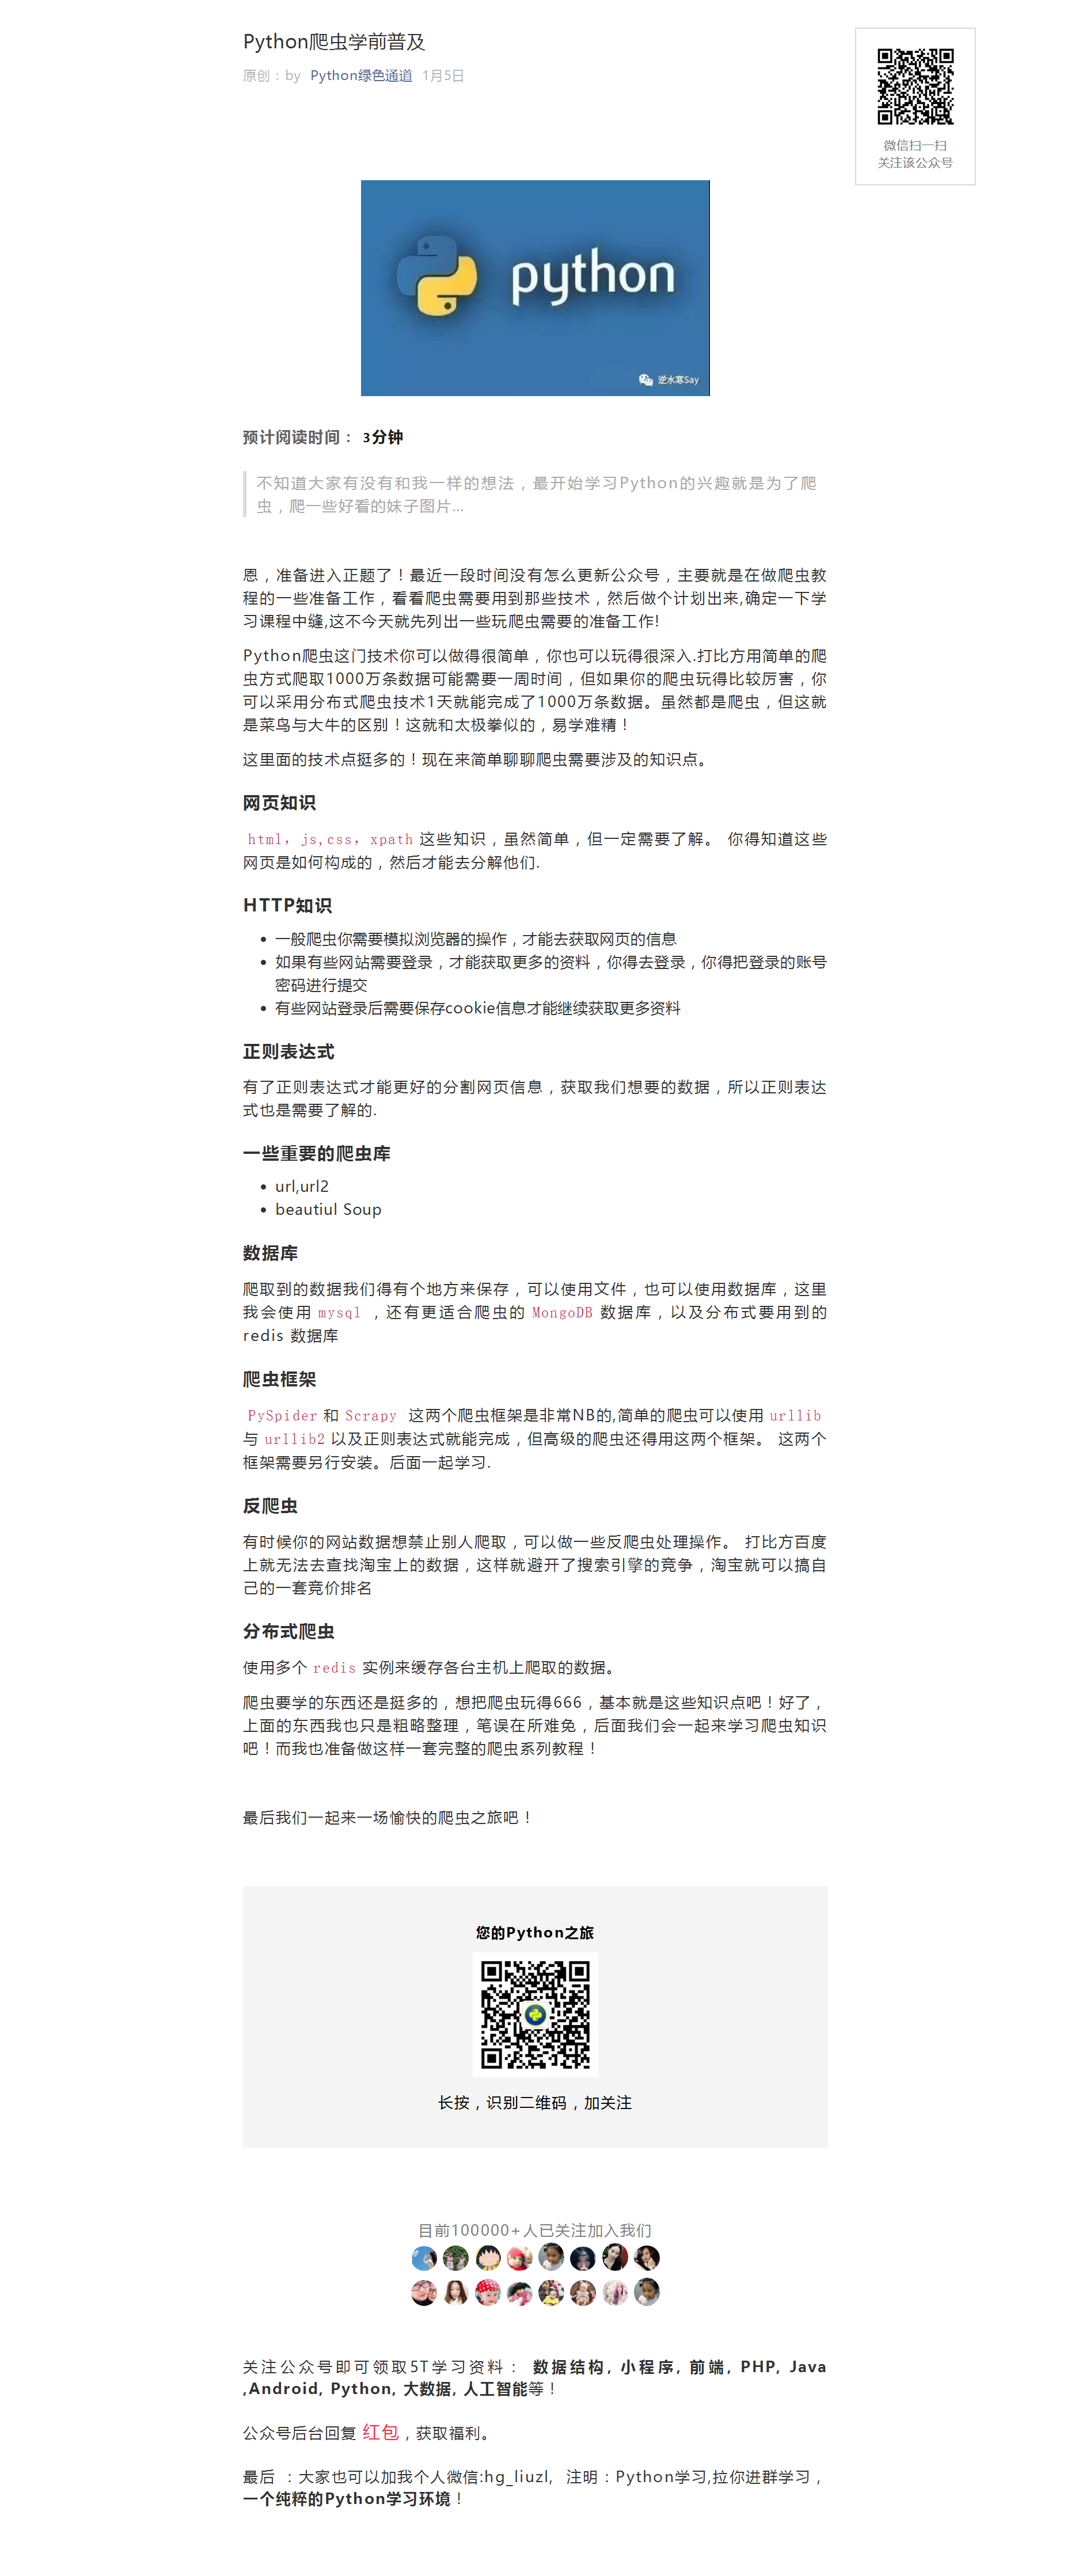 Python爬虫学前普及
原创：by Python绿色通道 1月5日
微信扫一扫
关注该公众号
python
逆水寒Say
预计阅读时间： 3分钟
不知道大家有没有和我一样的想法，最开始学习Python的兴趣就是为了爬
虫，爬一些好看的妹子图片...
恩，准备进入正题了！最近一段时间没有怎么更新公众号，主要就是在做爬虫教
程的一些准备工作，看看爬虫需要用到那些技术，然后做个计划出来,确定一下学
习课程中缝,这不今天就先列出一些玩爬虫需要的准备工作!
Python爬虫这门技术你可以做得很简单，你也可以玩得很深入.打比方用简单的爬
虫方式爬取1000万条数据可能需要一周时间，但如果你的爬虫玩得比较厉害，你
可以采用分布式爬虫技术1天就能完成了1000万条数据。虽然都是爬虫，但这就
是菜鸟与大牛的区别！这就和太极拳似的，易学难精！
这里面的技术点挺多的！现在来简单聊聊爬虫需要涉及的知识点。
网页知识
html，js,css，xpath 这些知识，虽然简单，但一定需要了解。 你得知道这些
网页是如何构成的，然后才能去分解他们.
HTTP知识
• 一般爬虫你需要模拟浏览器的操作，才能去获取网页的信息
• 如果有些网站需要登录，才能获取更多的资料，你得去登录，你得把登录的账号
密码进行提交
• 有些网站登录后需要保存cookie信息才能继续获取更多资料
正则表达式
有了正则表达式才能更好的分割网页信息，获取我们想要的数据，所以正则表达
式也是需要了解的.
一些重要的爬虫库
• url,url2
• beautiul Soup
数据库
爬取到的数据我们得有个地方来保存，可以使用文件，也可以使用数据库，这里
我会使用 mysql ，还有更适合爬虫的 MongoDB 数据库，以及分布式要用到的
redis 数据库
爬虫框架
PySpider 和 Scrapy 这两个爬虫框架是非常NB的,简单的爬虫可以使用 urllib
与 urllib2 以及正则表达式就能完成，但高级的爬虫还得用这两个框架。 这两个
框架需要另行安装。后面一起学习.
反爬虫
有时候你的网站数据想禁止别人爬取，可以做一些反爬虫处理操作。 打比方百度
上就无法去查找淘宝上的数据，这样就避开了搜索引擎的竞争，淘宝就可以搞自
己的一套竞价排名
分布式爬虫
使用多个 redis 实例来缓存各台主机上爬取的数据。
爬虫要学的东西还是挺多的，想把爬虫玩得666，基本就是这些知识点吧！好了，
上面的东西我也只是粗略整理，笔误在所难免，后面我们会一起来学习爬虫知识
吧！而我也准备做这样一套完整的爬虫系列教程！
最后我们一起来一场愉快的爬虫之旅吧！
您的Python之旅
长按，识别二维码，加关注
目前100000+人已关注加入我们
关注公众号即可领取5T学习资料： 数据结构, 小程序, 前端, PHP, Java
,Android, Python, 大数据, 人工智能等！
公众号后台回复 红包，获取福利。
最后 ：大家也可以加我个人微信:hg_liuzl, 注明：Python学习,拉你进群学习，
一个纯粹的Python学习环境！